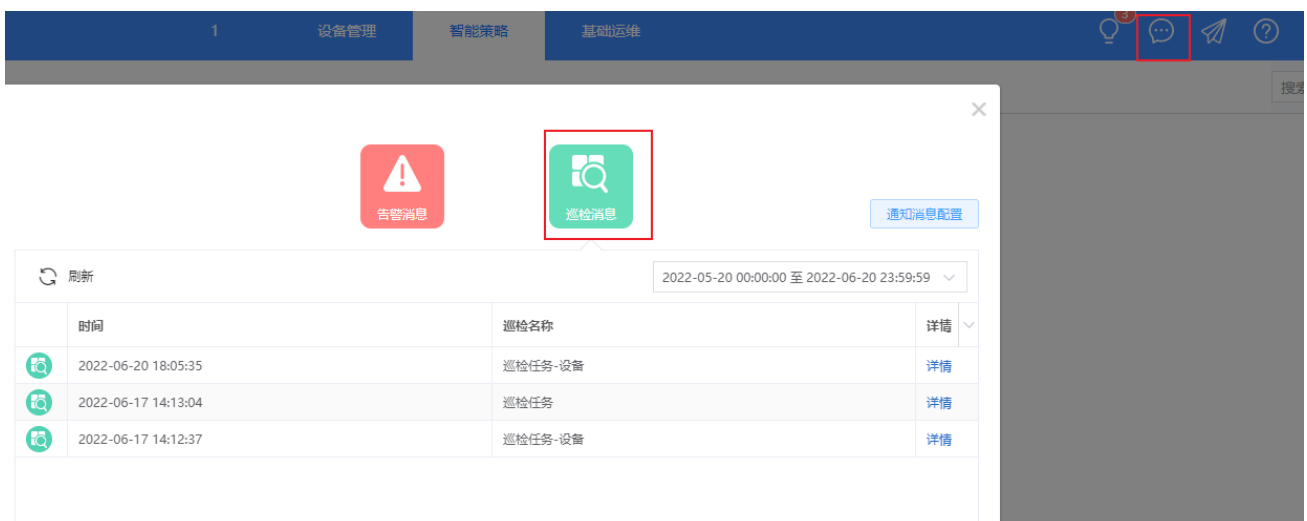 1 设备管理 智能策略 基础运维 3
搜索
告警消息 巡检消息 通知消息配置
刷新 2022-05-20 00:00:00 至 2022-06-20 23:59:59
时间 巡检名称 详情
2022-06-20 18:05:35 巡检任务-设备 详情
2022-06-17 14:13:04 巡检任务 详情
2022-06-17 14:12:37 巡检任务-设备 详情